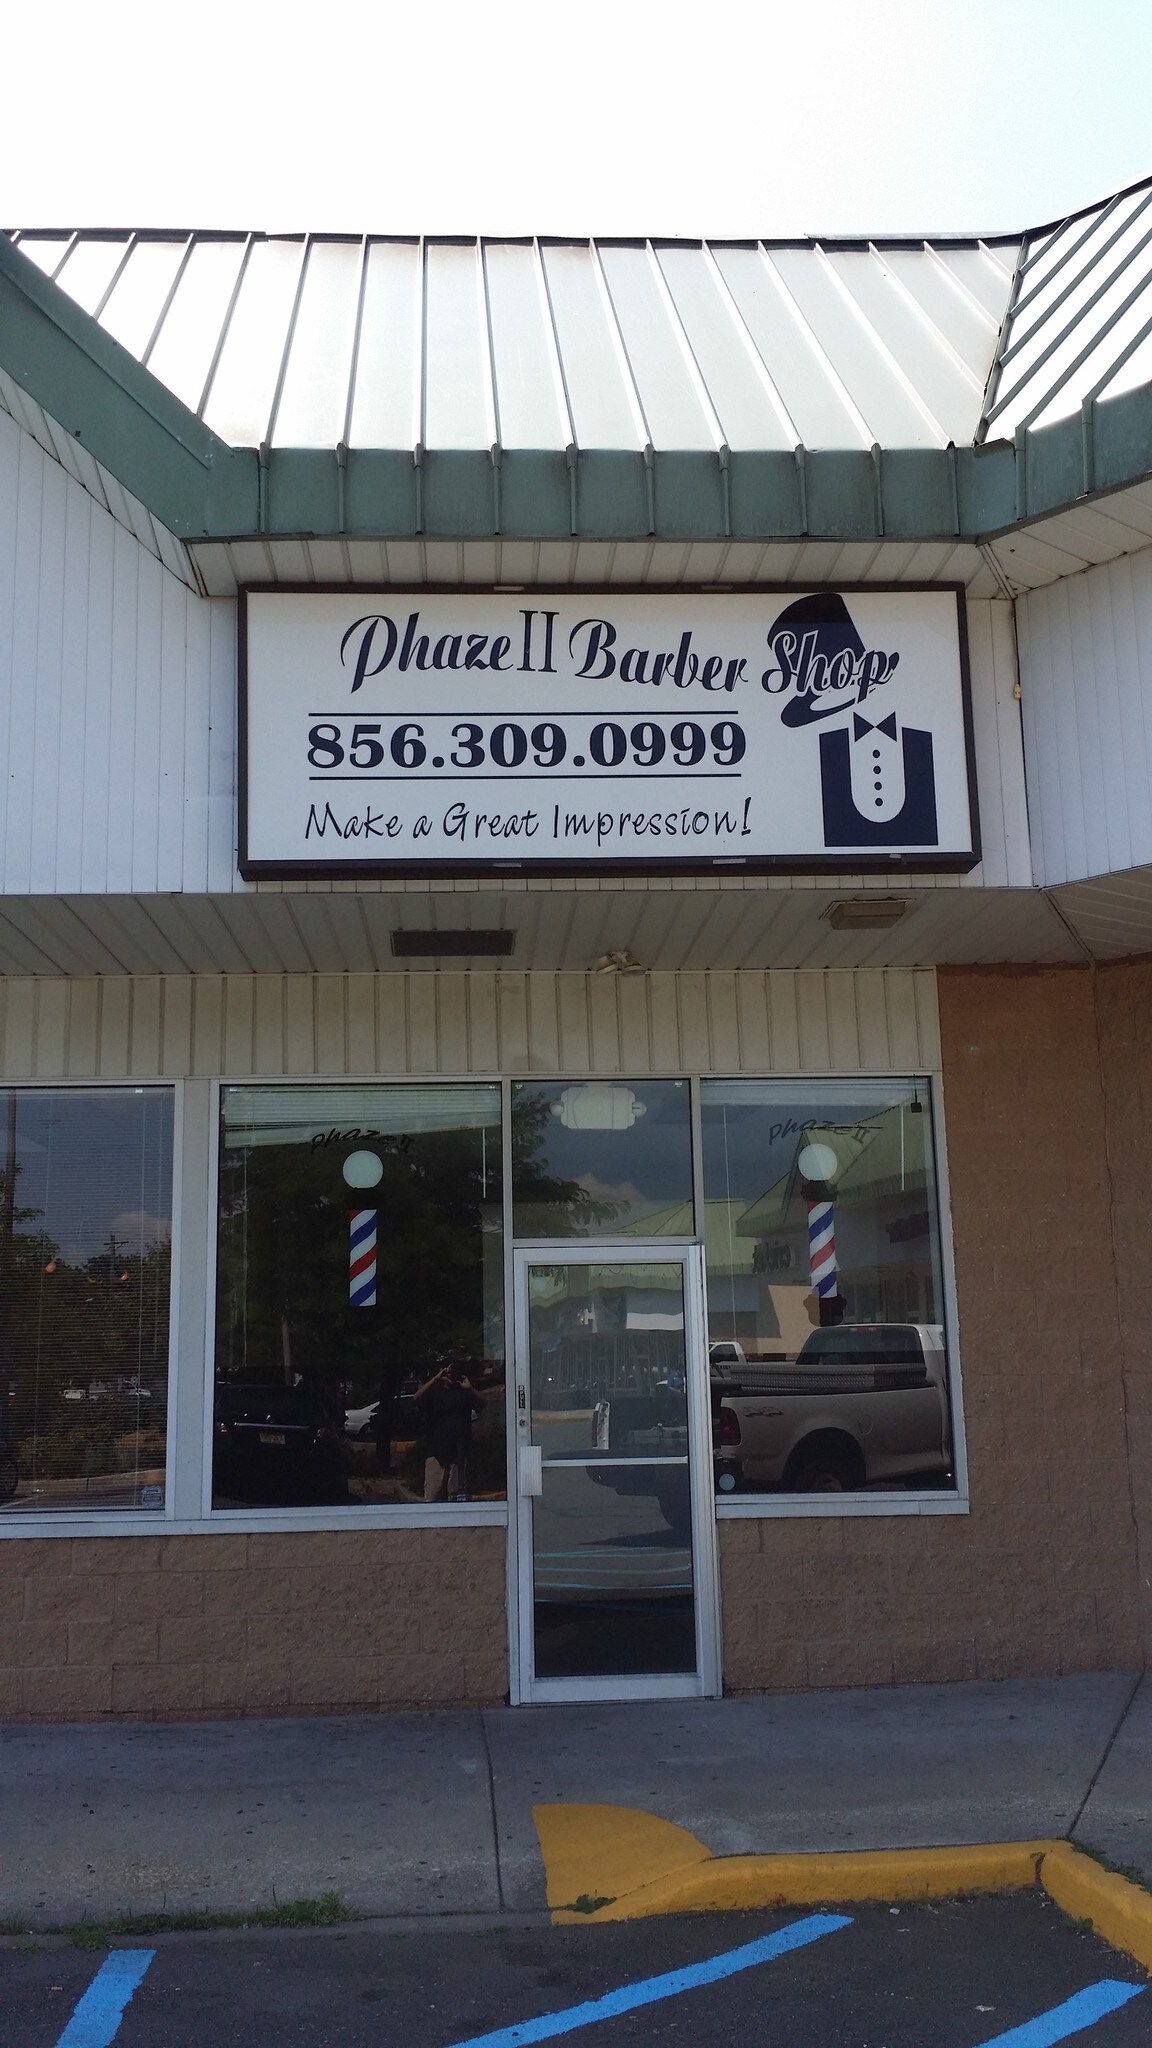 Phaze II Barber Shop
856.309.0999
Make a Great Impression!
phaze II
phaze II